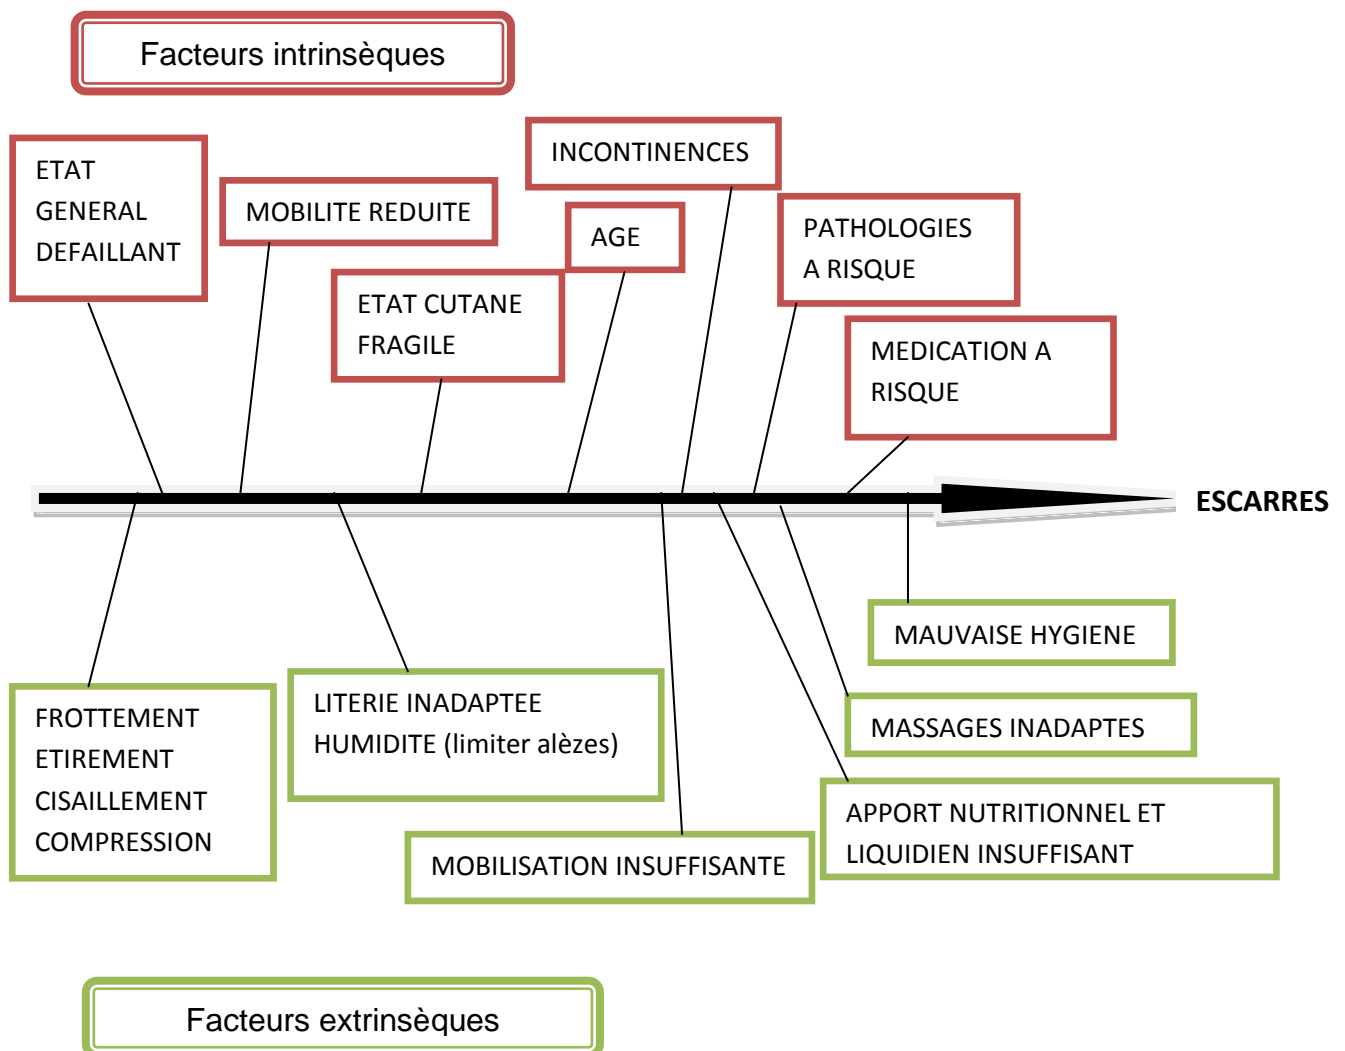 Facteurs intrinsèques
ETAT
GENERAL
DEFAILLANT
MOBILITE REDUITE
ETAT CUTANE
FRAGILE
AGE
INCONTINENCES
PATHOLOGIES
A RISQUE
MEDICATION A
RISQUE
ESCARRES
FROTTEMENT
ETIREMENT
CISAILLEMENT
COMPRESSION
LITERIE INADAPTEE
HUMIDITE (limiter alèzes)
MOBILISATION INSUFFISANTE
MAUVAISE HYGIENE
MASSAGES INADAPTES
APPORT NUTRITIONNEL ET
LIQUIDIEN INSUFFISANT
Facteurs extrinsèques